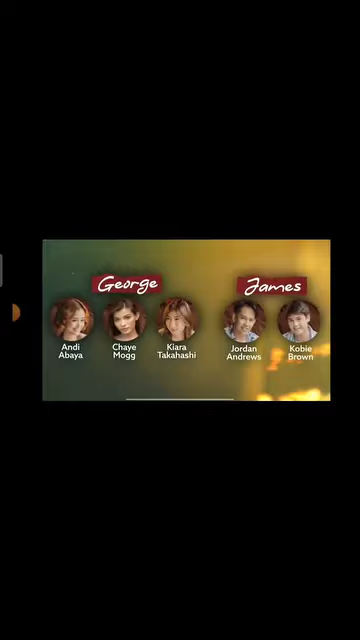 George
James
Andi
Abaya
Chaye
Mogg
Kiara
Takahashi
Jordan
Andrews
Kobie
Brown